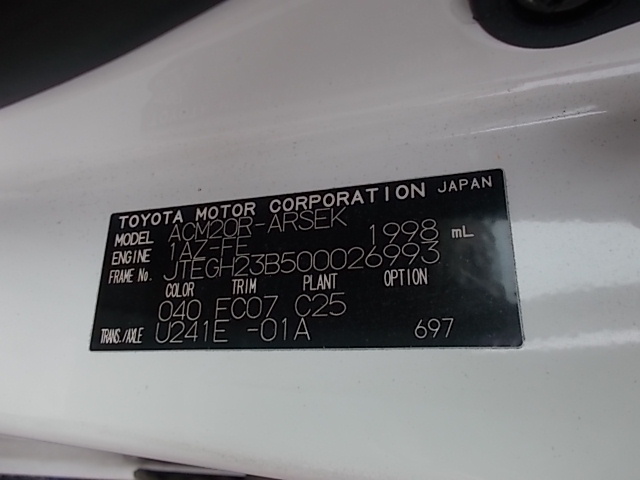 TOYOTA MOTOR CORPORATION JAPAN
MODEL ACM20R-ARSEK
ENGINE 1AZ-FE 1998 mL
FRAME No. JTEGH23B500026993
COLOR TRIM PLANT OPTION
040 FC07 C25
TRANS./AXLE U241E -01A 697